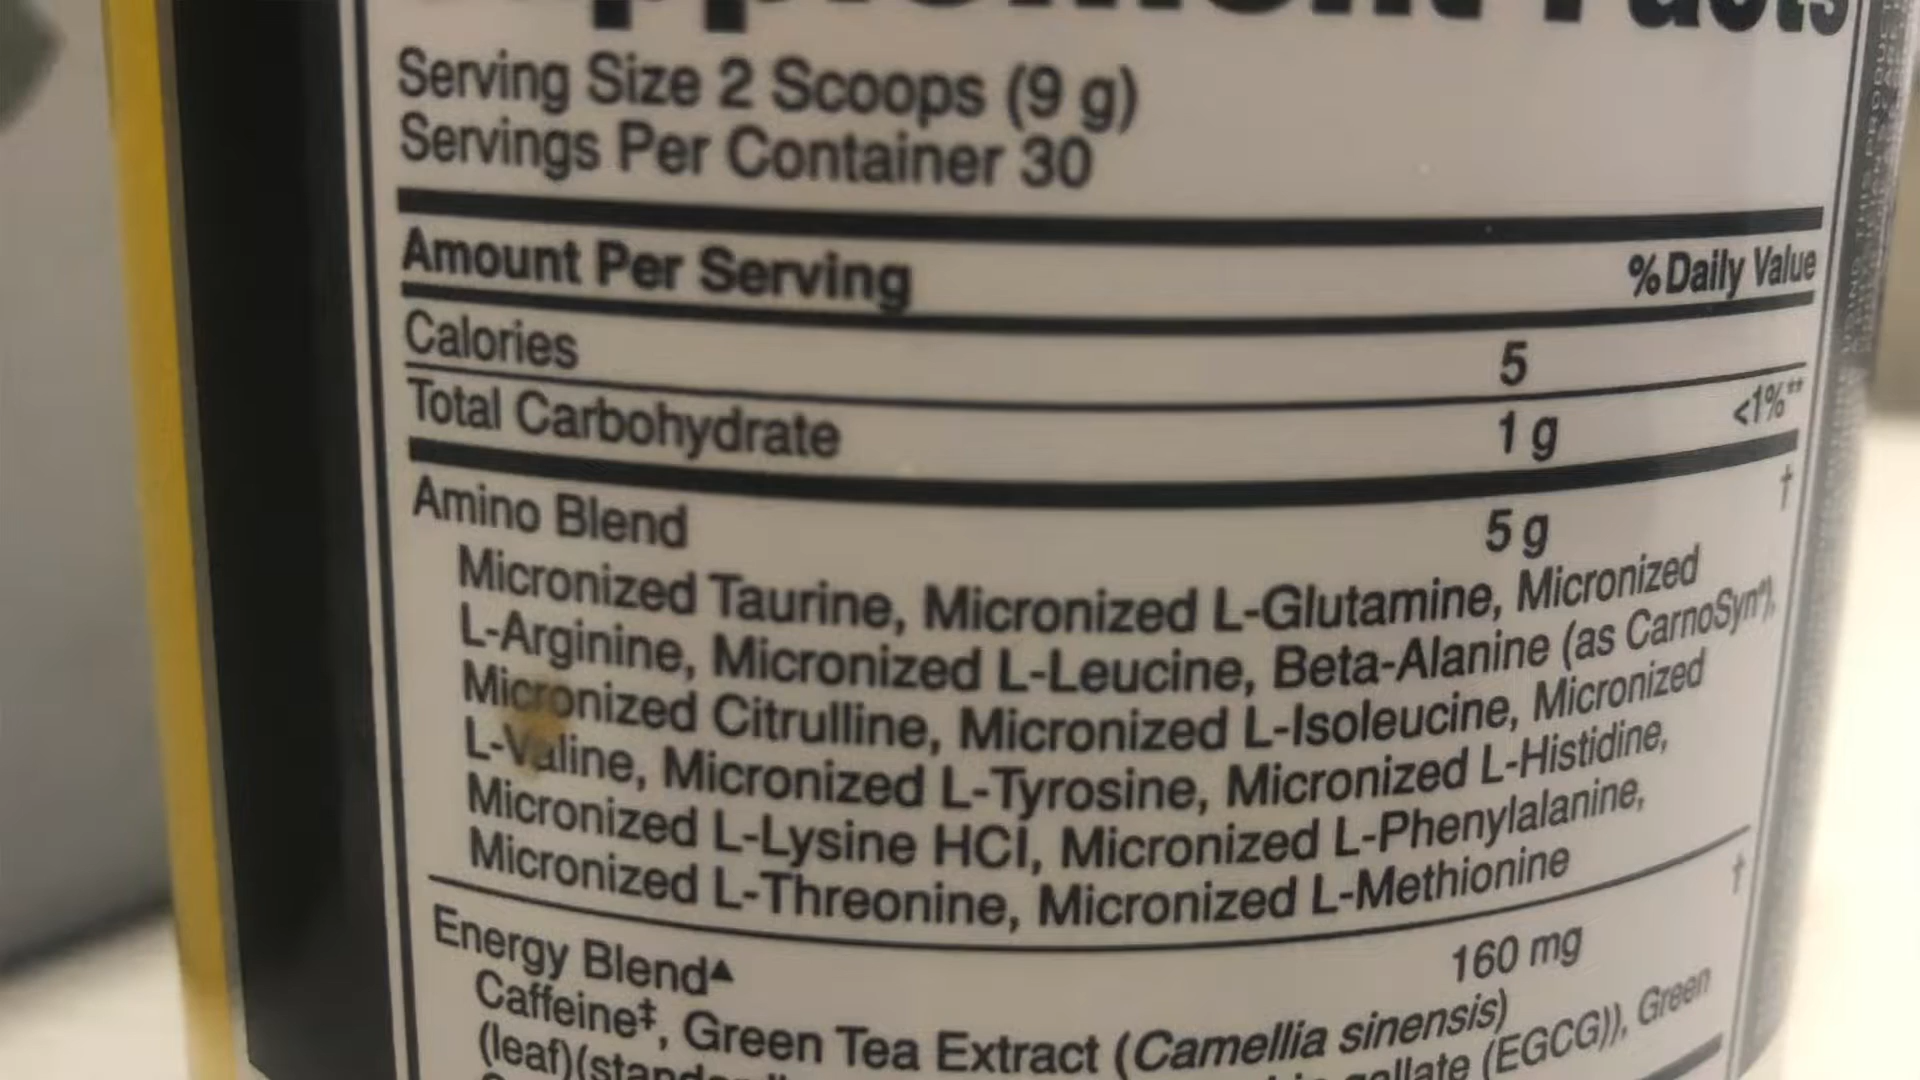 Supplement Facts
Serving Size 2 Scoops (9 g)
Servings Per Container 30
Amount Per Serving % Daily Value
Calories 5
Total Carbohydrate 1 g <1%**
Amino Blend 5 g †
Micronized Taurine, Micronized L-Glutamine, Micronized
L-Arginine, Micronized L-Leucine, Beta-Alanine (as CarnoSyn®),
Micronized Citrulline, Micronized L-Isoleucine, Micronized
L-Valine, Micronized L-Tyrosine, Micronized L-Histidine,
Micronized L-Lysine HCl, Micronized L-Phenylalanine,
Micronized L-Threonine, Micronized L-Methionine
Energy Blend▲ 160 mg †
Caffeine‡, Green Tea Extract (Camellia sinensis)
(leaf) (EGCG)), Green